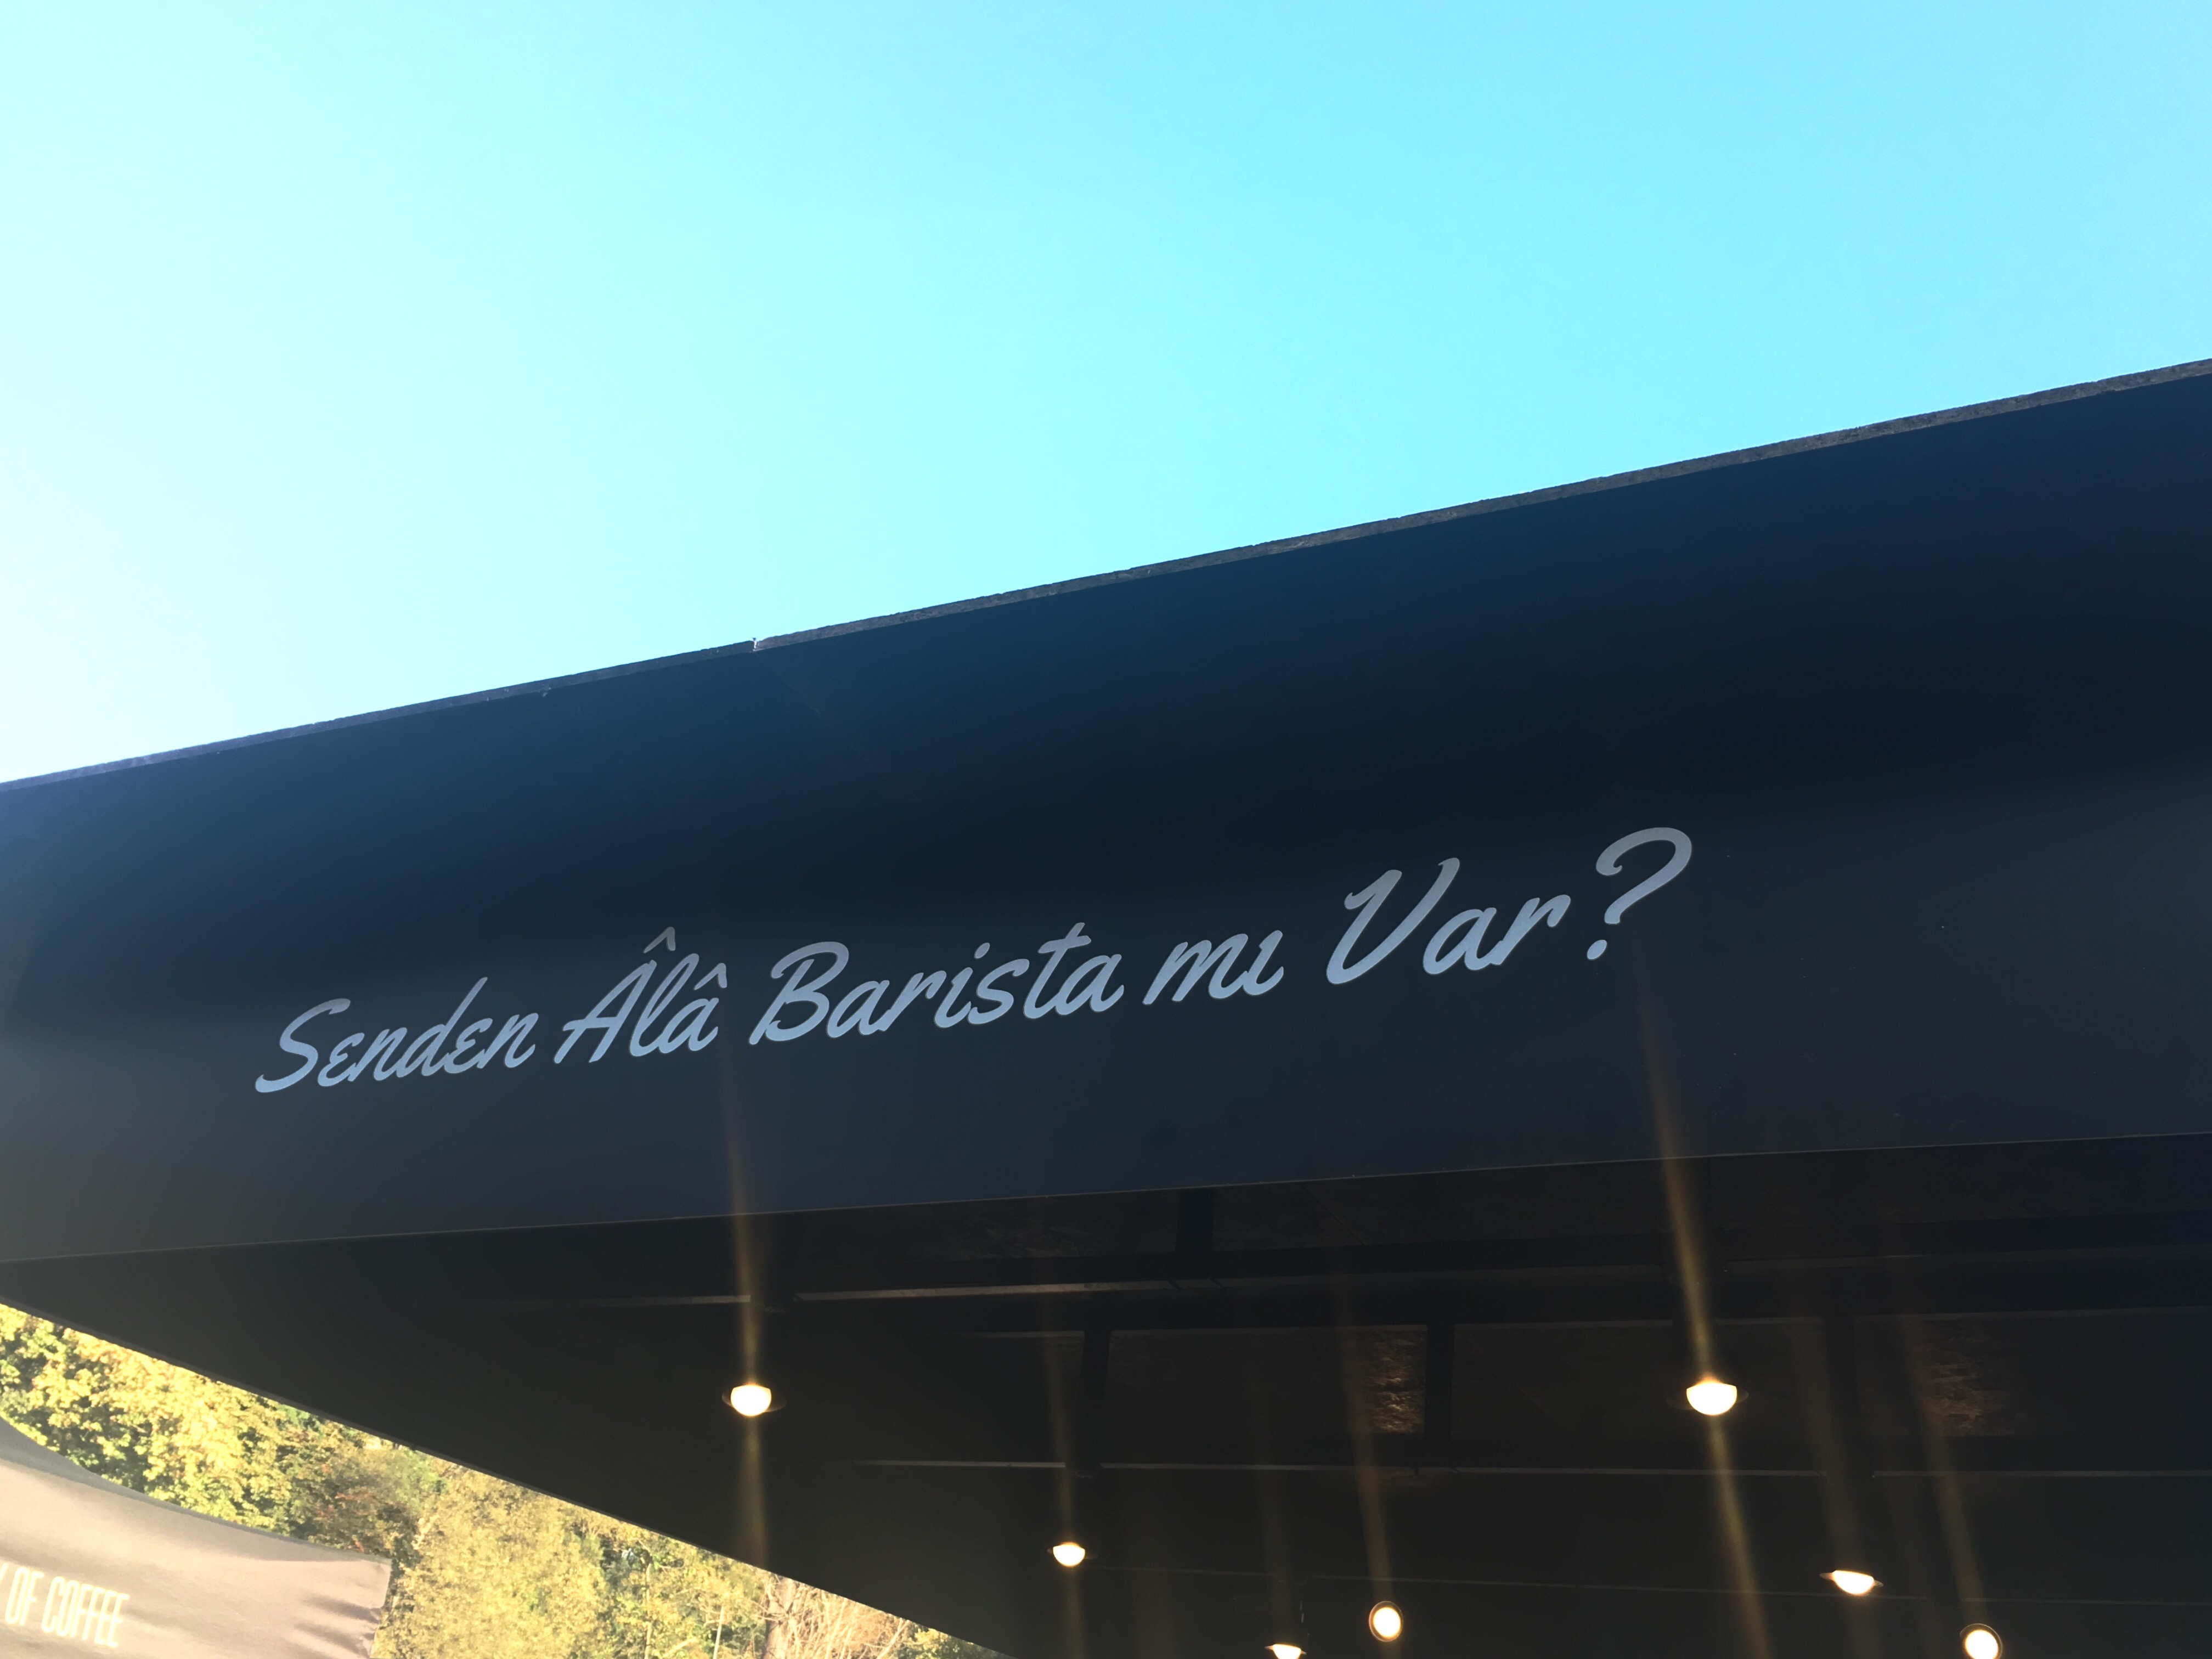 Senden Âlâ Barista mı Var?
OF COFFEE